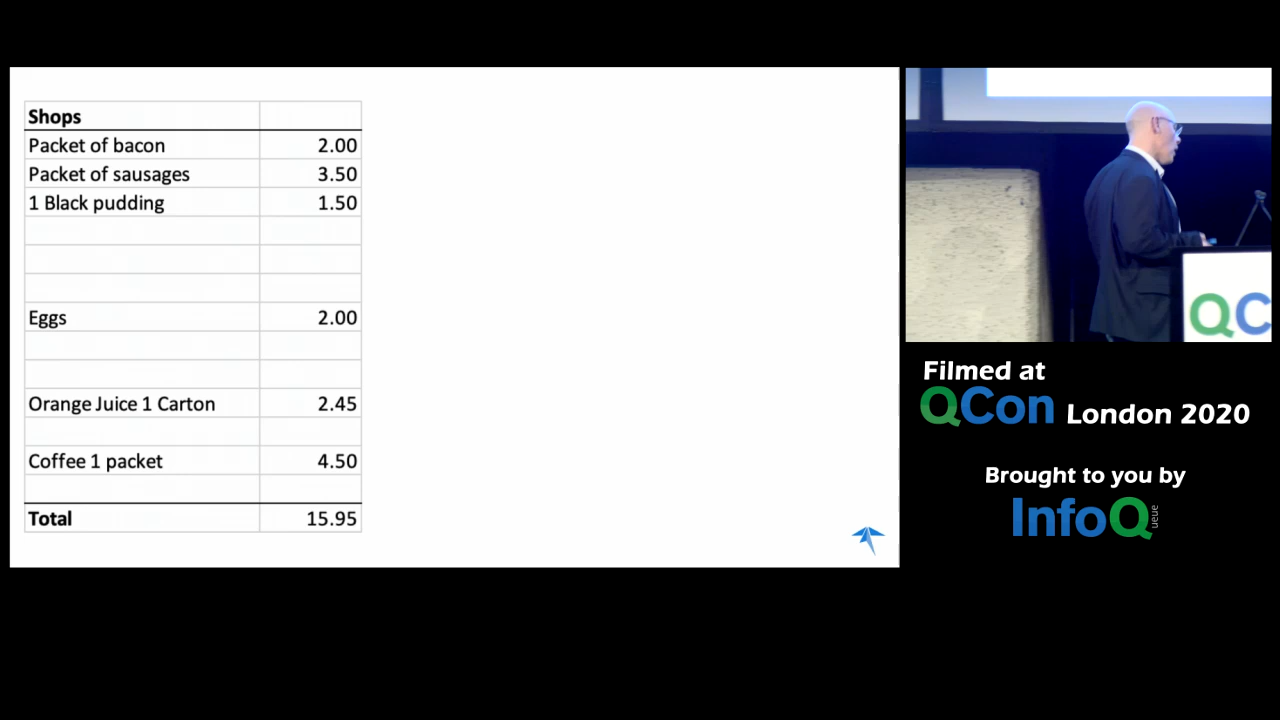 Shops
Packet of bacon 2.00
Packet of sausages 3.50
1 Black pudding 1.50
Eggs 2.00
Orange Juice 1 Carton 2.45
Coffee 1 packet 4.50
Total 15.95
QC
Filmed at
QCon London 2020
Brought to you by
InfoQ
ueue